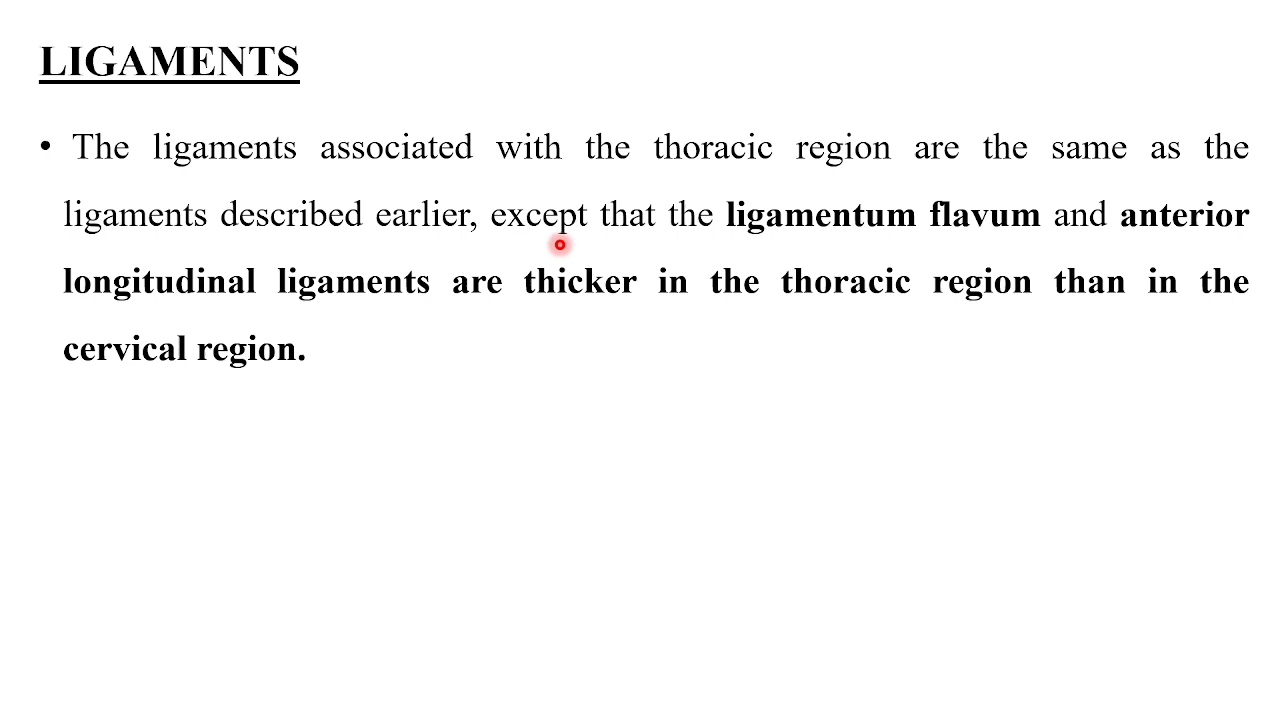 LIGAMENTS
• The ligaments associated with the thoracic region are the same as the
ligaments described earlier, except that the ligamentum flavum and anterior
longitudinal ligaments are thicker in the thoracic region than in the
cervical region.